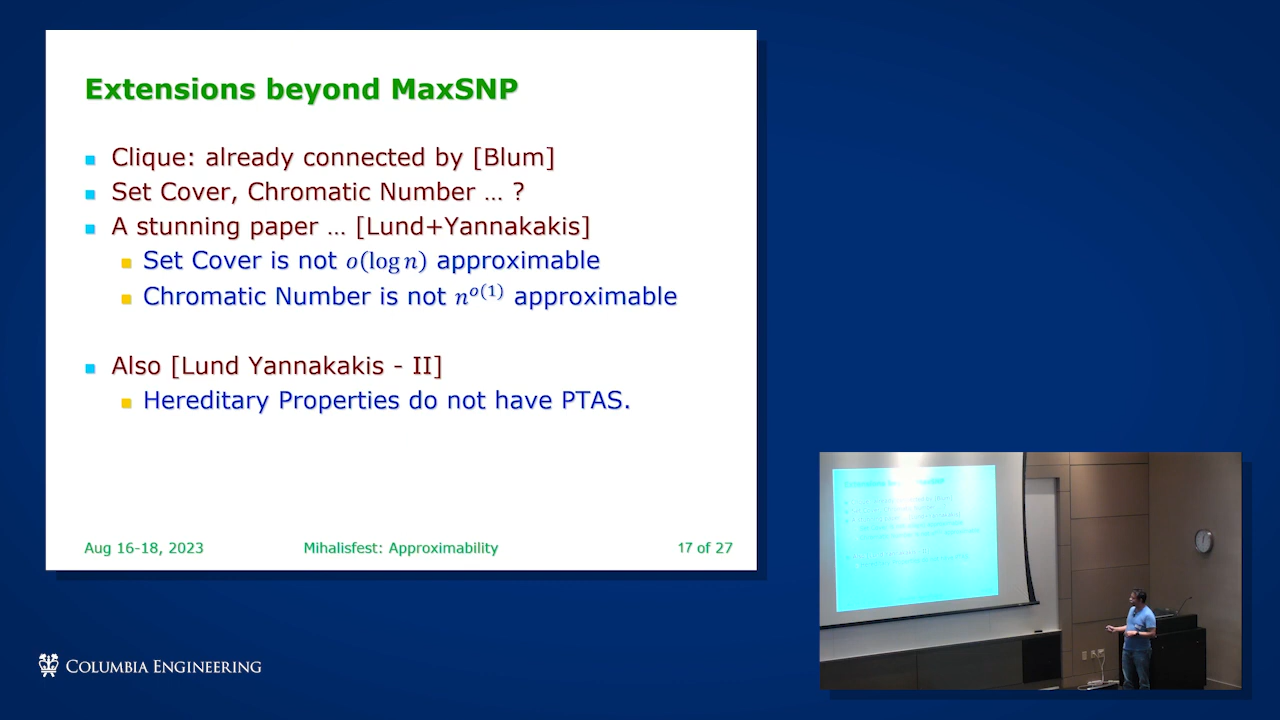 Extensions beyond MaxSNP
Clique: already connected by [Blum]
Set Cover, Chromatic Number … ?
A stunning paper … [Lund+Yannakakis]
Set Cover is not o(log n) approximable
Chromatic Number is not n^{o(1)} approximable
Also [Lund Yannakakis - II]
Hereditary Properties do not have PTAS.
Aug 16-18, 2023 Mihalisfest: Approximability 17 of 27
COLUMBIA ENGINEERING